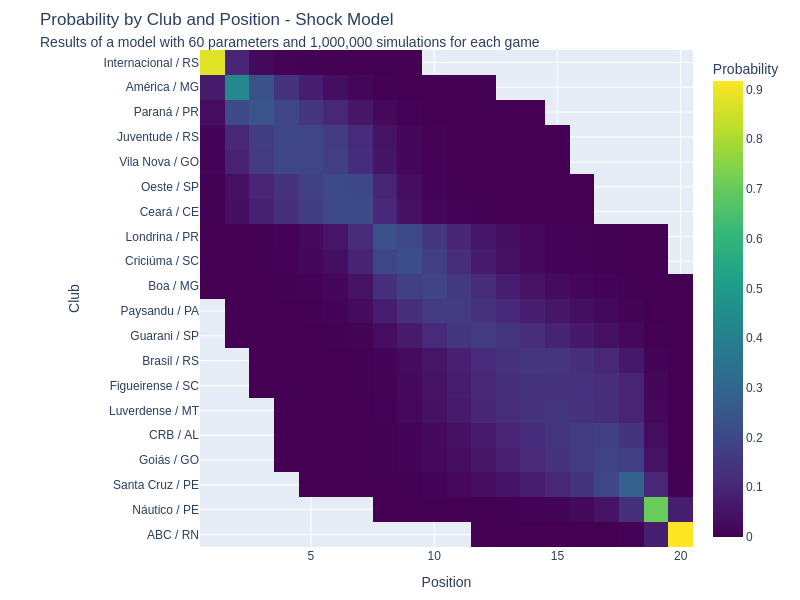 Probability by Club and Position - Shock Model
Results of a model with 60 parameters and 1,000,000 simulations for each game
Probability
Internacional / RS
América / MG
Paraná / PR
Juventude / RS
Vila Nova / GO
Oeste / SP
Ceará / CE
Londrina / PR
Criciúma / SC
Boa / MG
Paysandu / PA
Guarani / SP
Brasil / RS
Figueirense / SC
Luverdense / MT
CRB / AL
Goiás / GO
Santa Cruz / PE
Náutico / PE
ABC / RN
Club
5
10
15
20
Position
0.9
0.8
0.7
0.6
0.5
0.4
0.3
0.2
0.1
0